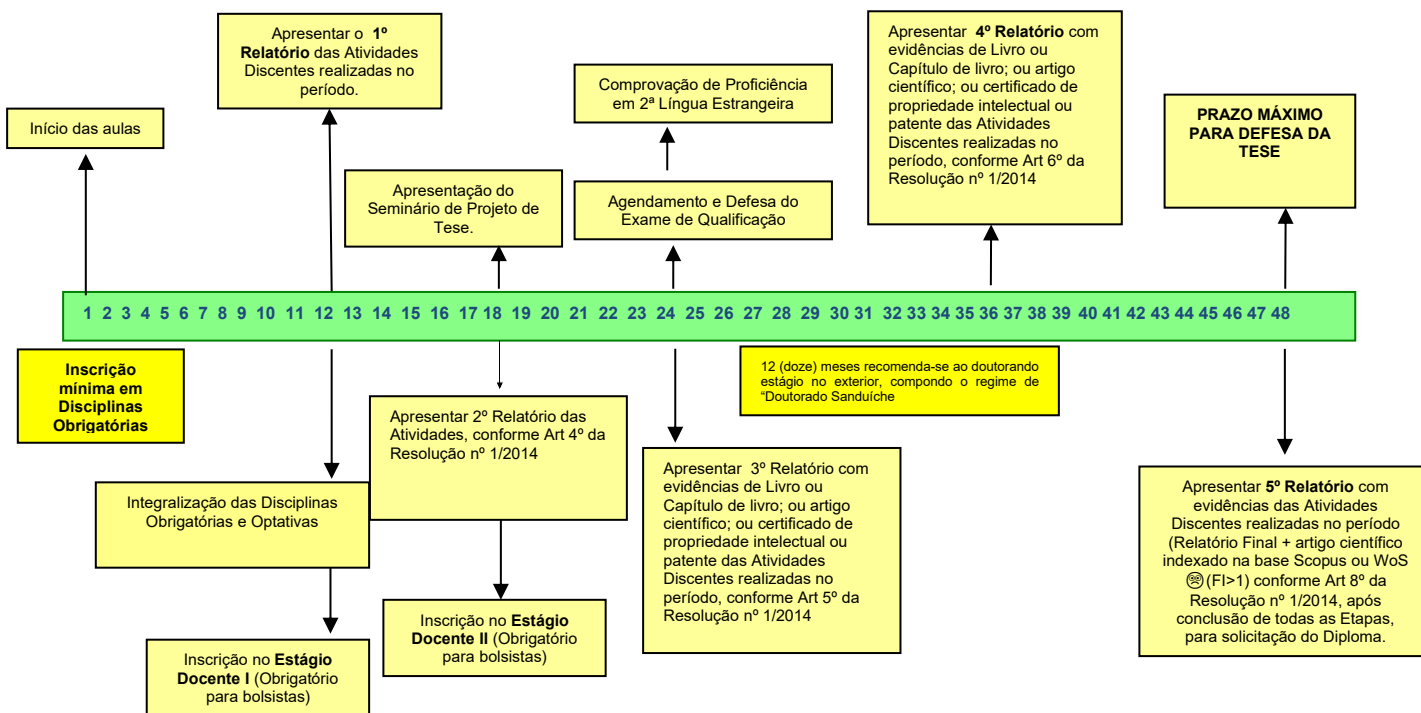 Início das aulas
Apresentar o 1º
Relatório das Atividades
Discentes realizadas no
período.
Apresentação do
Seminário de Projeto de
Tese.
Comprovação de Proficiência
em 2ª Língua Estrangeira
Agendamento e Defesa do
Exame de Qualificação
Apresentar 4º Relatório com
evidências de Livro ou
Capítulo de livro; ou artigo
científico; ou certificado de
propriedade intelectual ou
patente das Atividades
Discentes realizadas no
período, conforme Art 6º da
Resolução nº 1/2014
PRAZO MÁXIMO
PARA DEFESA DA
TESE
1 2 3 4 5 6 7 8 9 10 11 12 13 14 15 16 17 18 19 20 21 22 23 24 25 26 27 28 29 30 31 32 33 34 35 36 37 38 39 40 41 42 43 44 45 46 47 48
Inscrição
mínima em
Disciplinas
Obrigatórias
12 (doze) meses recomenda-se ao doutorando
estágio no exterior, compondo o regime de
“Doutorado Sanduíche
Integralização das Disciplinas
Obrigatórias e Optativas
Inscrição no Estágio
Docente I (Obrigatório
para bolsistas)
Apresentar 2º Relatório das
Atividades, conforme Art 4º da
Resolução nº 1/2014
Inscrição no Estágio
Docente II (Obrigatório
para bolsistas)
Apresentar 3º Relatório com
evidências de Livro ou
Capítulo de livro; ou artigo
científico; ou certificado de
propriedade intelectual ou
patente das Atividades
Discentes realizadas no
período, conforme Art 5º da
Resolução nº 1/2014
Apresentar 5º Relatório com
evidências das Atividades
Discentes realizadas no período
(Relatório Final + artigo científico
indexado na base Scopus ou WoS
(FI>1) conforme Art 8º da
Resolução nº 1/2014, após
conclusão de todas as Etapas,
para solicitação do Diploma.